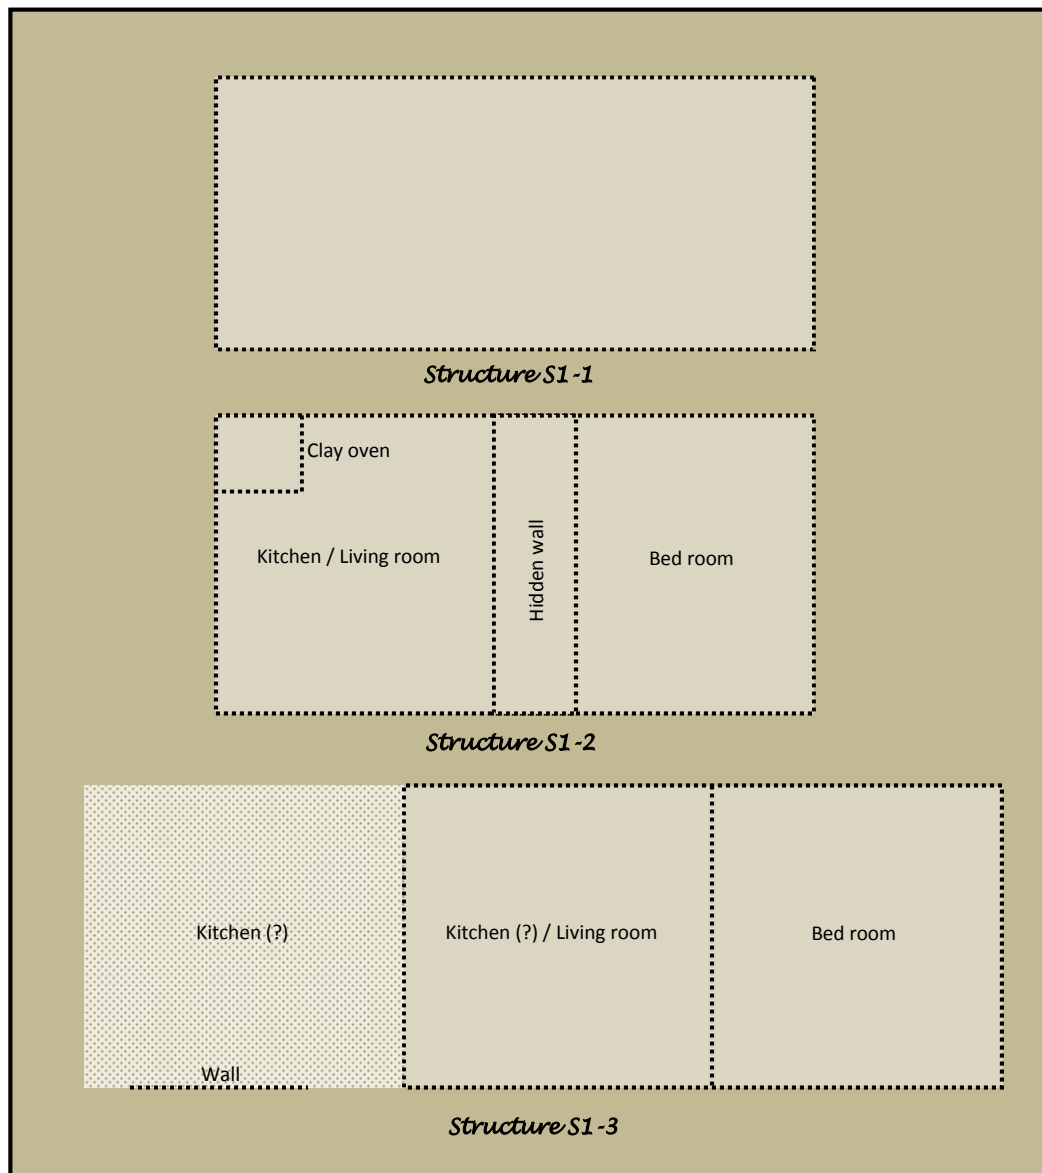 Structure S1-1
Clay oven
Kitchen / Living room
Hidden wall
Bed room
Structure S1-2
Kitchen (?)
Kitchen (?) / Living room
Bed room
Wall
Structure S1-3